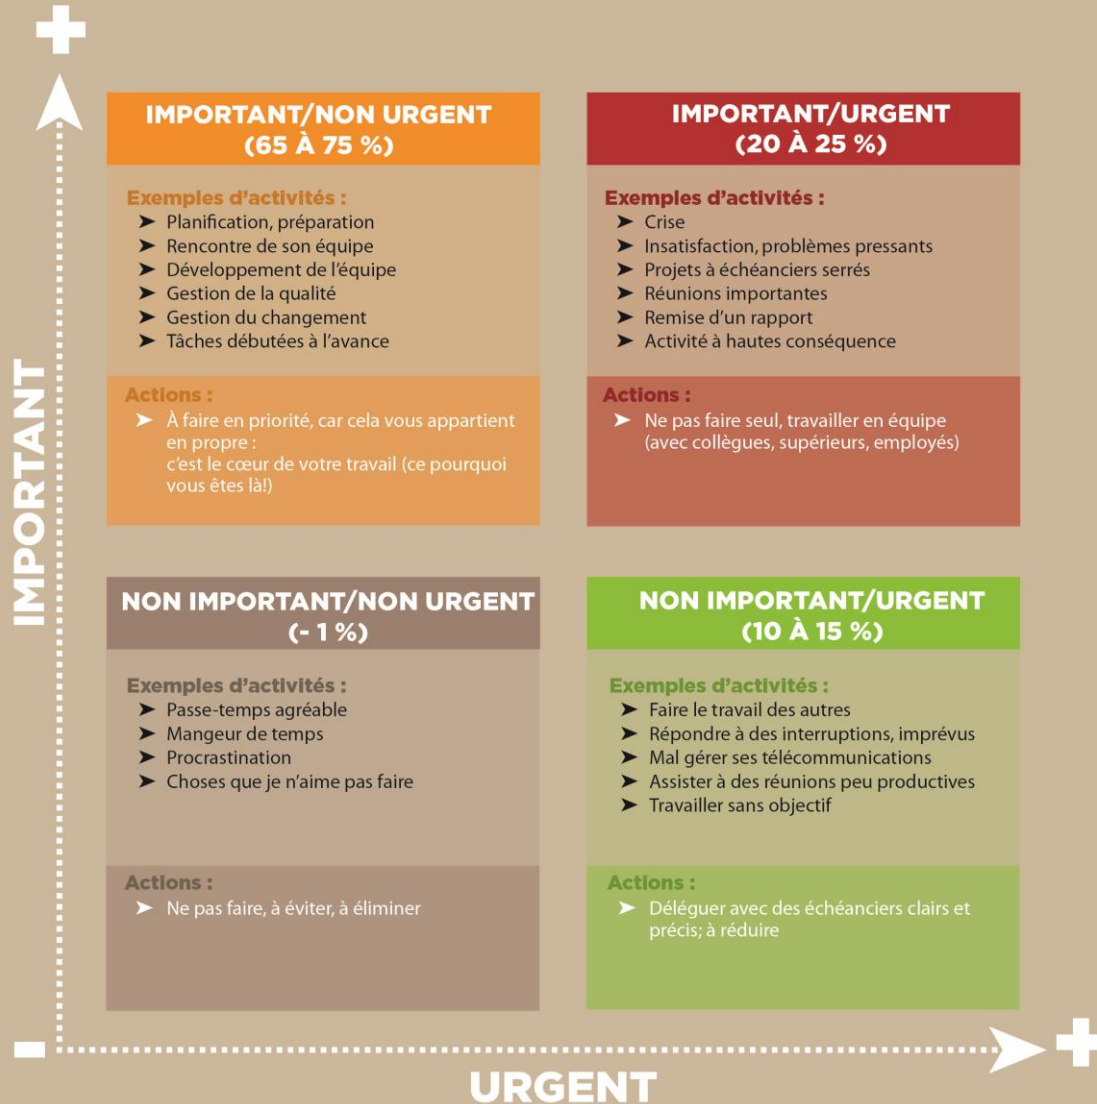 IMPORTANT/NON URGENT
(65 À 75 %)
Exemples d’activités :
➤ Planification, préparation
➤ Rencontre de son équipe
➤ Développement de l’équipe
➤ Gestion de la qualité
➤ Gestion du changement
➤ Tâches débutées à l’avance
Actions :
➤ À faire en priorité, car cela vous appartient
en propre :
c’est le cœur de votre travail (ce pourquoi
vous êtes là!)
IMPORTANT/URGENT
(20 À 25 %)
Exemples d’activités :
➤ Crise
➤ Insatisfaction, problèmes pressants
➤ Projets à échéanciers serrés
➤ Réunions importantes
➤ Remise d’un rapport
➤ Activité à hautes conséquence
Actions :
➤ Ne pas faire seul, travailler en équipe
(avec collègues, supérieurs, employés)
IMPORTANT
NON IMPORTANT/NON URGENT
(- 1 %)
Exemples d’activités :
➤ Passe-temps agréable
➤ Mangeur de temps
➤ Procrastination
➤ Choses que je n’aime pas faire
Actions :
➤ Ne pas faire, à éviter, à éliminer
NON IMPORTANT/URGENT
(10 À 15 %)
Exemples d’activités :
➤ Faire le travail des autres
➤ Répondre à des interruptions, imprévus
➤ Mal gérer ses télécommunications
➤ Assister à des réunions peu productives
➤ Travailler sans objectif
Actions :
➤ Déléguer avec des échéanciers clairs et
précis; à réduire
URGENT